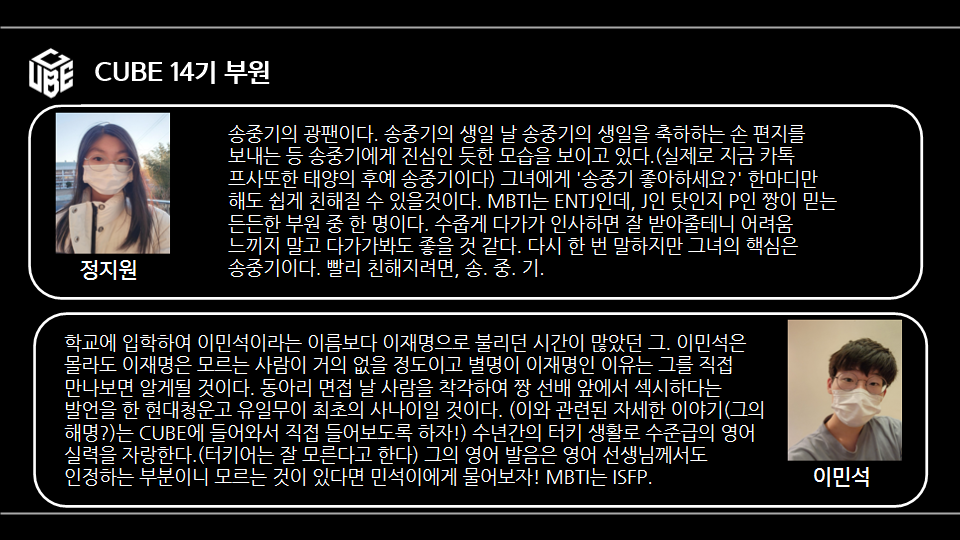 CUBE
CUBE 14기 부원
송중기의 광팬이다. 송중기의 생일 날 송중기의 생일을 축하하는 손 편지를
보내는 등 송중기에게 진심인 듯한 모습을 보이고 있다.(실제로 지금 카톡
프사또한 태양의 후예 송중기이다) 그녀에게 '송중기 좋아하세요?' 한마디만
해도 쉽게 친해질 수 있을것이다. MBTI는 ENTJ인데, J인 탓인지 P인 짱이 믿는
든든한 부원 중 한 명이다. 수줍게 다가가 인사하면 잘 받아줄테니 어려움
느끼지 말고 다가가봐도 좋을 것 같다. 다시 한 번 말하지만 그녀의 핵심은
송중기이다. 빨리 친해지려면, 송. 중. 기.
정지원
학교에 입학하여 이민석이라는 이름보다 이재명으로 불리던 시간이 많았던 그. 이민석은
몰라도 이재명은 모르는 사람이 거의 없을 정도이고 별명이 이재명인 이유는 그를 직접
만나보면 알게될 것이다. 동아리 면접 날 사람을 착각하여 짱 선배 앞에서 섹시하다는
발언을 한 현대청운고 유일무이 최초의 사나이일 것이다. (이와 관련된 자세한 이야기(그의
해명?)는 CUBE에 들어와서 직접 들어보도록 하자!) 수년간의 터키 생활로 수준급의 영어
실력을 자랑한다.(터키어는 잘 모른다고 한다) 그의 영어 발음은 영어 선생님께서도
인정하는 부분이니 모르는 것이 있다면 민석이에게 물어보자! MBTI는 ISFP.
이민석